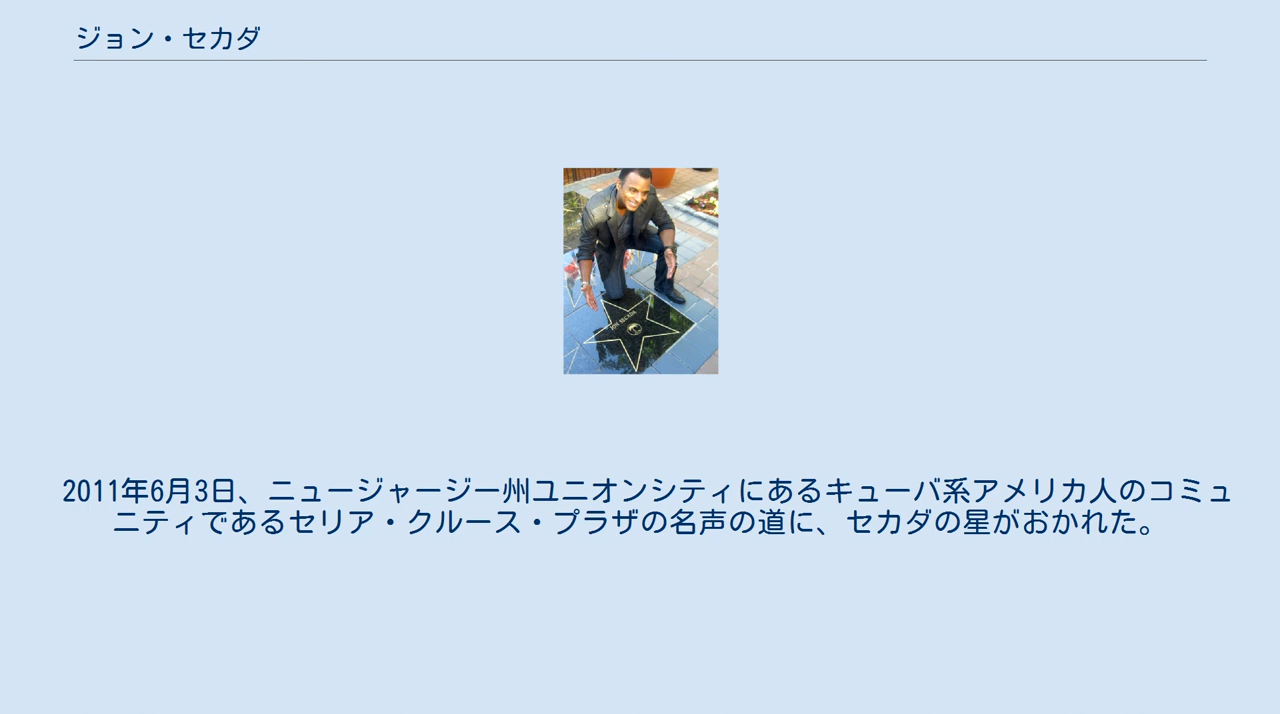 ジョン・セカダ
JON SECADA
2011年6月3日、ニュージャージー州ユニオンシティにあるキューバ系アメリカ人のコミュ
ニティであるセリア・クルース・プラザの名声の道に、セカダの星がおかれた。